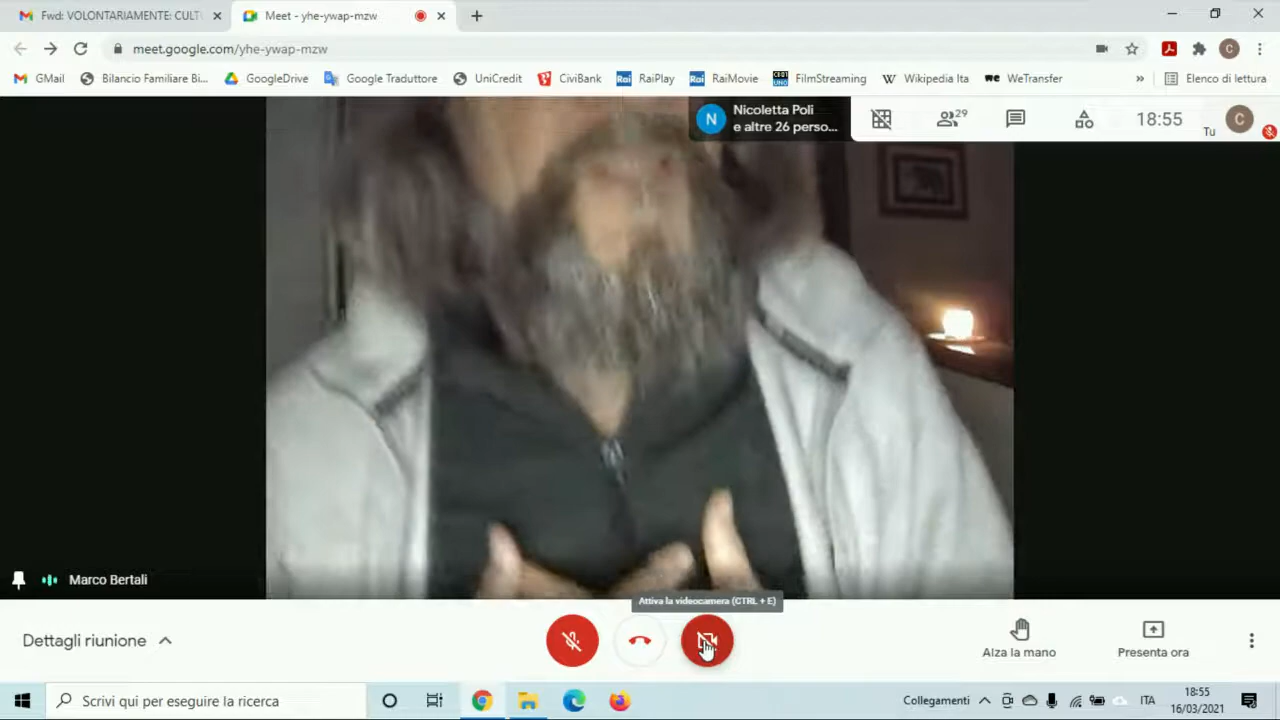 Fwd: VOLONTARIAMENTE: CULT
Meet - yhe-ywap-mzw
meet.google.com/yhe-ywap-mzw
C
GMail
Bilancio Familiare Bi...
GoogleDrive
Google Traduttore
UniCredit
CiviBank
Rai RaiPlay
Rai RaiMovie
FilmStreaming
W Wikipedia Ita
we WeTransfer
»
Elenco di lettura
N
Nicoletta Poli
e altre 26 perso...
29
18:55
Tu
C
Marco Bertali
Attiva la videocamera (CTRL + E)
Dettagli riunione
Alza la mano
Presenta ora
Scrivi qui per eseguire la ricerca
Collegamenti
ITA
18:55
16/03/2021